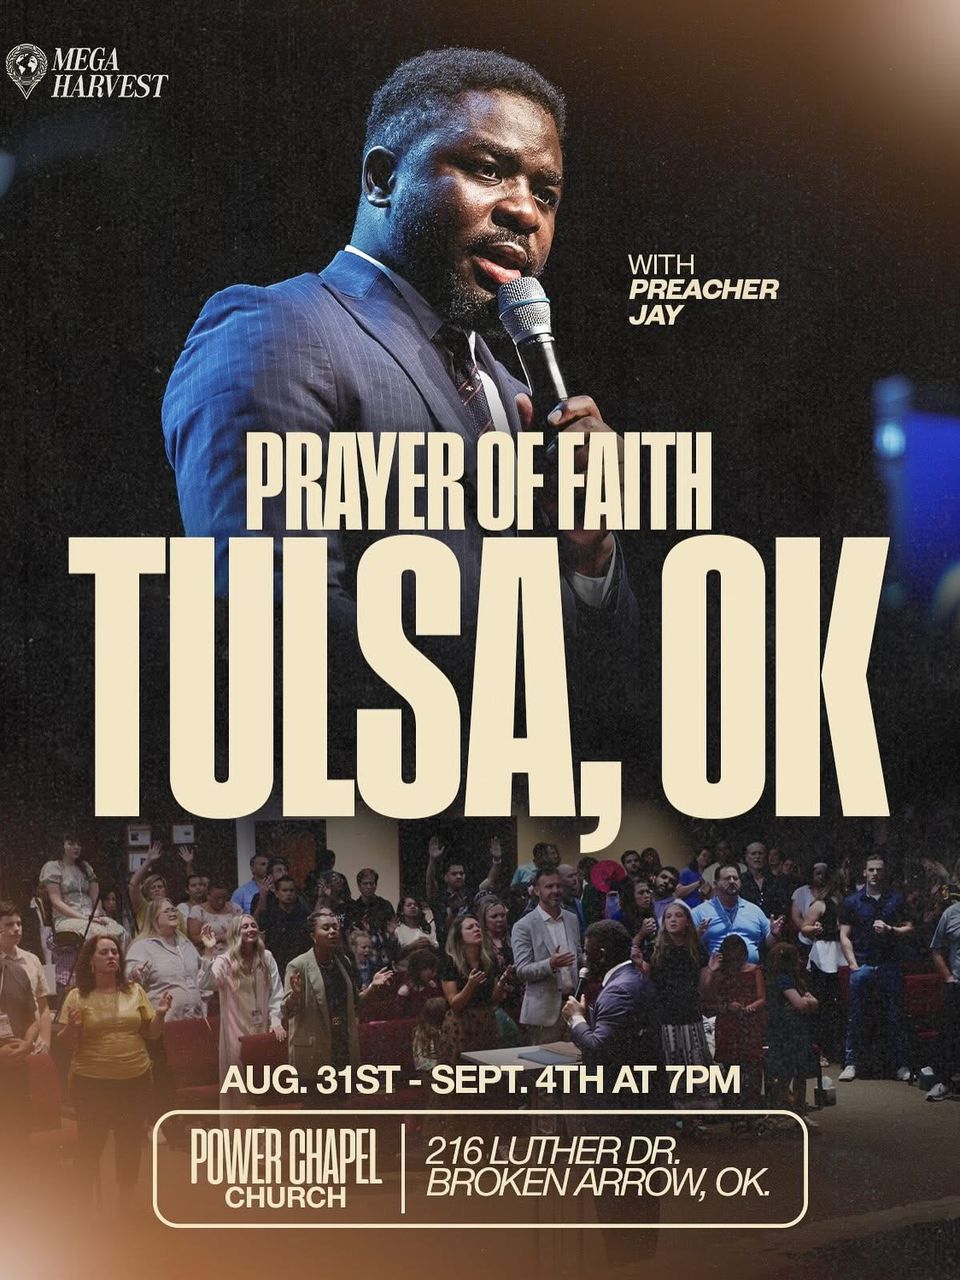 MEGA
HARVEST
WITH
PREACHER
JAY
PRAYER OF FAITH
TULSA, OK
AUG. 31ST - SEPT. 4TH AT 7PM
POWER CHAPEL
CHURCH
216 LUTHER DR.
BROKEN ARROW, OK.